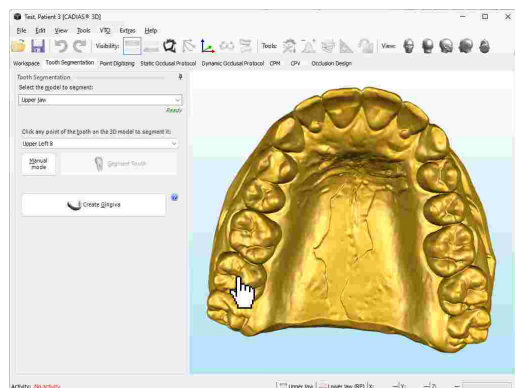 Test, Patient 3 [CADIAS® 3D]
File Edit View Tools VTO Extras Help
Visibility: Tools: View:
Workspace Tooth Segmentation Point Digitizing Static Occlusal Protocol Dynamic Occlusal Protocol CPM CPV Occlusion Design
Tooth Segmentation
Select the model to segment:
Upper Jaw
Ready
Click any point of the tooth on the 3D model to segment it:
Upper Left 8
Manual mode
Segment Tooth
Create Gingiva
Activity: No activity
Upper Jaw Lower Jaw (RP) X: — Y: — Z: —